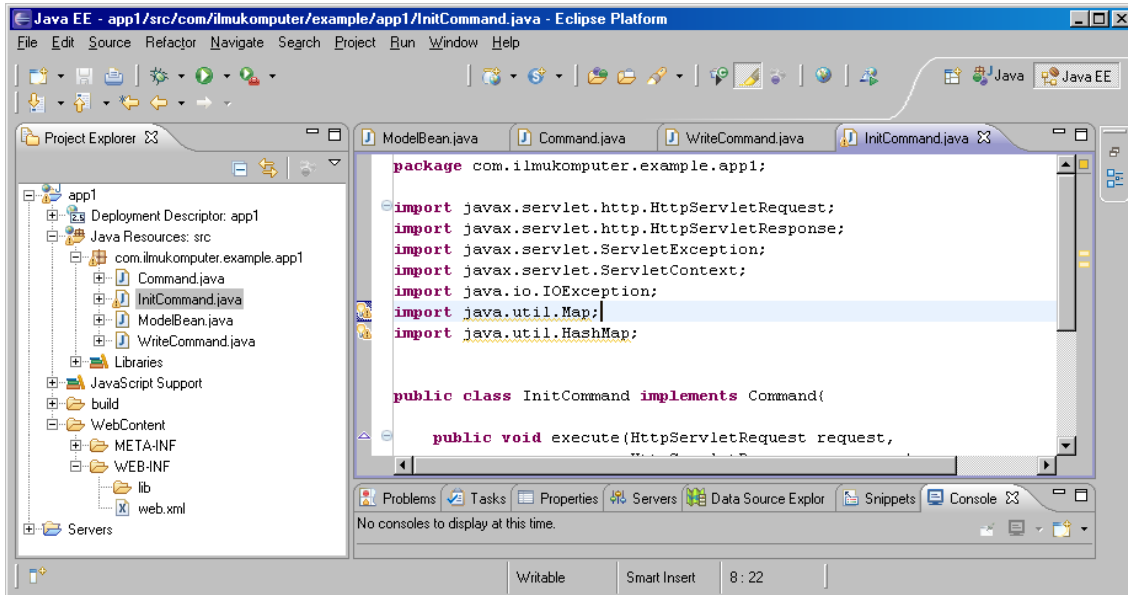 Java EE - app1/src/com/ilmukomputer/example/app1/InitCommand.java - Eclipse Platform
File Edit Source Refactor Navigate Search Project Run Window Help
Java Java EE
Project Explorer
ModelBean.java Command.java WriteCommand.java InitCommand.java
app1
Deployment Descriptor: app1
Java Resources: src
com.ilmukomputer.example.app1
Command.java
InitCommand.java
ModelBean.java
WriteCommand.java
Libraries
JavaScript Support
build
WebContent
META-INF
WEB-INF
lib
web.xml
Servers
package com.ilmukomputer.example.app1;
import javax.servlet.http.HttpServletRequest;
import javax.servlet.http.HttpServletResponse;
import javax.servlet.ServletException;
import javax.servlet.ServletContext;
import java.io.IOException;
import java.util.Map;
import java.util.HashMap;
public class InitCommand implements Command{
public void execute(HttpServletRequest request,
Problems Tasks Properties Servers Data Source Explor Snippets Console
No consoles to display at this time.
Writable Smart Insert 8 : 22